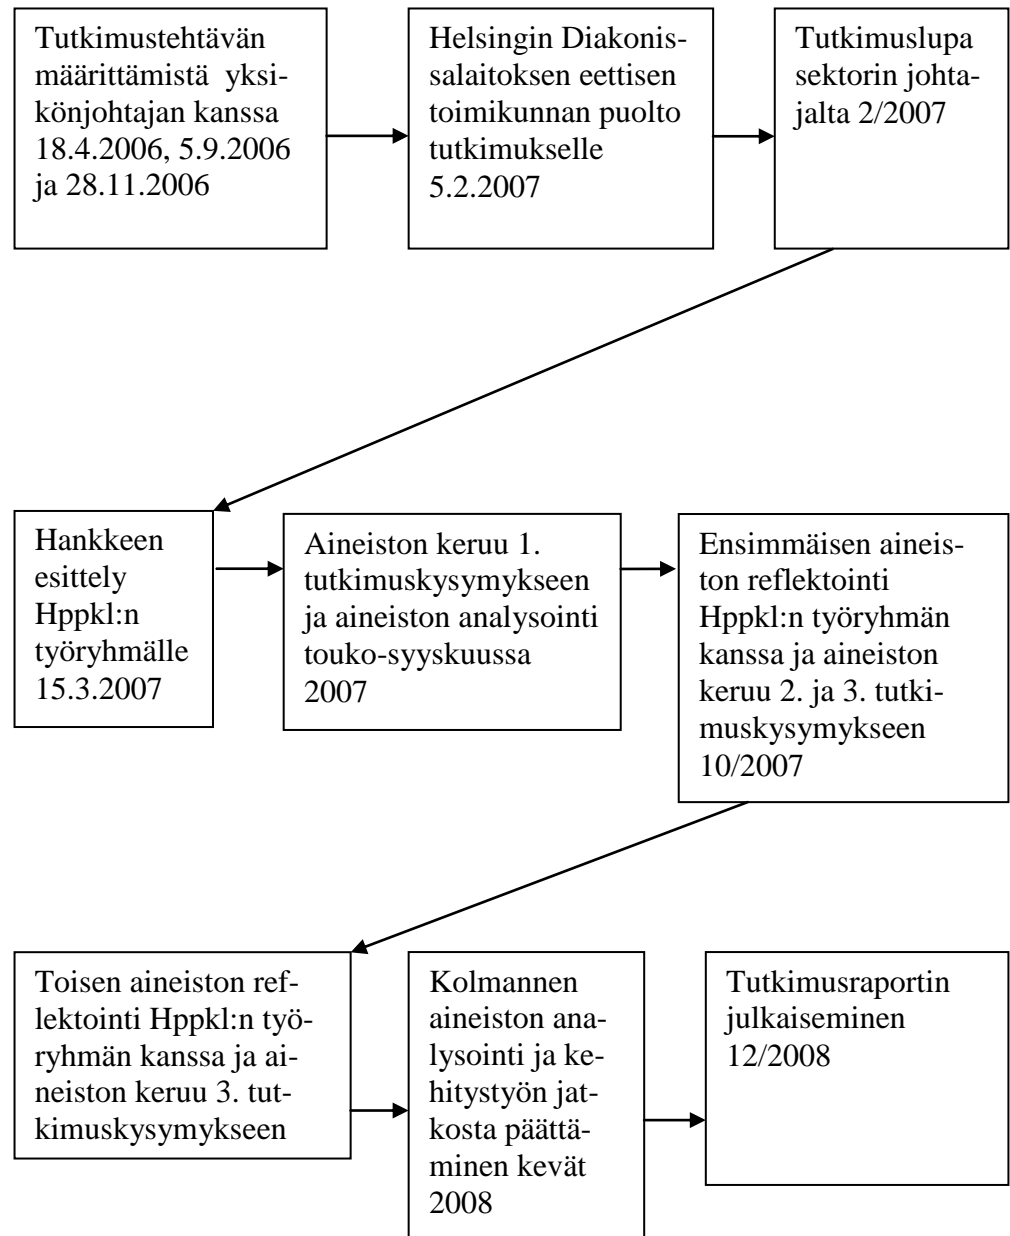 Tutkimustehtävän
määrittämistä yksi-
könjohtajan kanssa
18.4.2006, 5.9.2006
ja 28.11.2006
Helsingin Diakonis-
salaitoksen eettisen
toimikunnan puolto
tutkimukselle
5.2.2007
Tutkimuslupa
sektorin johta-
jalta 2/2007
Hankkeen
esittely
Hppkl:n
työryhmälle
15.3.2007
Aineiston keruu 1.
tutkimuskysymykseen
ja aineiston analysointi
touko-syyskuussa
2007
Ensimmäisen aineis-
ton reflektointi
Hppkl:n työryhmän
kanssa ja aineiston
keruu 2. ja 3. tutki-
muskysymykseen
10/2007
Toisen aineiston ref-
lektointi Hppkl:n työ-
ryhmän kanssa ja ai-
neiston keruu 3. tut-
kimuskysymykseen
Kolmannen
aineiston ana-
lysointi ja ke-
hitystyön jat-
kosta päättä-
minen kevät
2008
Tutkimusraportin
julkaiseminen
12/2008